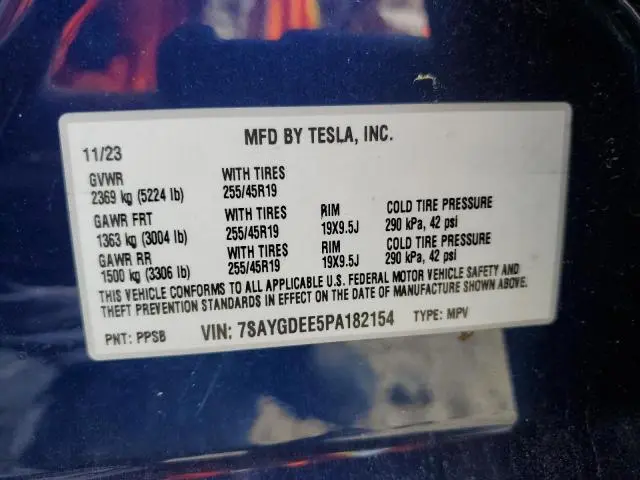 MFD BY TESLA, INC.
11/23
GVWR WITH TIRES
2369 kg (5224 lb) 255/45R19
GAWR FRT WITH TIRES RIM COLD TIRE PRESSURE
1363 kg (3004 lb) 255/45R19 19X9.5J 290 kPa, 42 psi
GAWR RR WITH TIRES RIM COLD TIRE PRESSURE
1500 kg (3306 lb) 255/45R19 19X9.5J 290 kPa, 42 psi
THIS VEHICLE CONFORMS TO ALL APPLICABLE U.S. FEDERAL MOTOR VEHICLE SAFETY AND
THEFT PREVENTION STANDARDS IN EFFECT ON THE DATE OF MANUFACTURE SHOWN ABOVE.
PNT: PPSB VIN: 7SAYGDEE5PA182154 TYPE: MPV